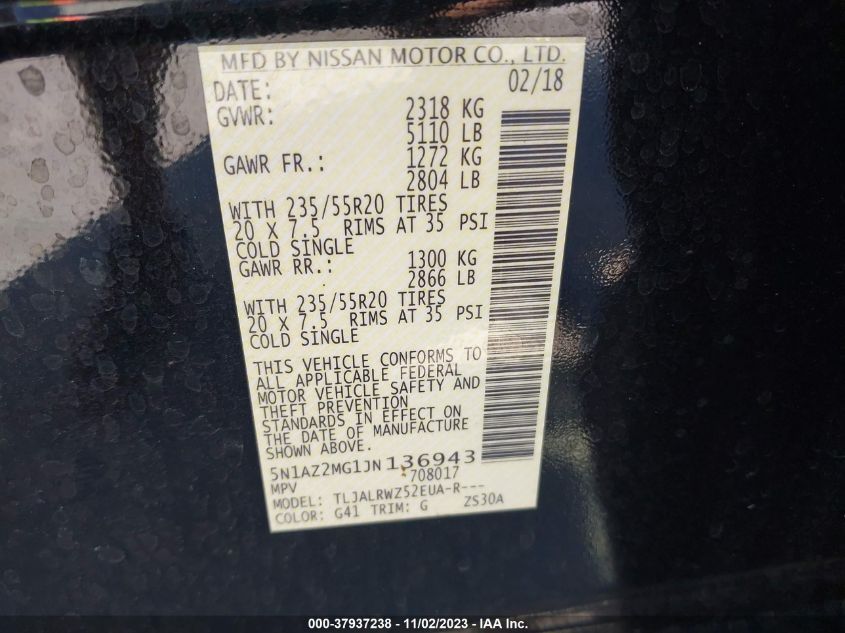 MFD BY NISSAN MOTOR CO., LTD.
DATE: 02/18
GVWR: 2318 KG
5110 LB
GAWR FR.: 1272 KG
2804 LB
WITH 235/55R20 TIRES
20 X 7.5 RIMS AT 35 PSI
COLD SINGLE
GAWR RR.: 1300 KG
2866 LB
WITH 235/55R20 TIRES
20 X 7.5 RIMS AT 35 PSI
COLD SINGLE
THIS VEHICLE CONFORMS TO
ALL APPLICABLE FEDERAL
MOTOR VEHICLE SAFETY AND
THEFT PREVENTION
STANDARDS IN EFFECT ON
THE DATE OF MANUFACTURE
SHOWN ABOVE.
5N1AZ2MG1JN136943
MPV 708017
MODEL: TLJALRWZ52EUA-R---
COLOR: G41 TRIM: G ZS30A
000-37937238 - 11/02/2023 - IAA Inc.